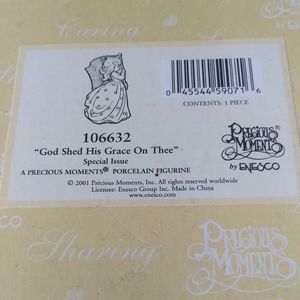 Caring
0 45544 59071 6
CONTENTS: 1 PIECE
106632
"God Shed His Grace On Thee"
Special Issue
A PRECIOUS MOMENTS® PORCELAIN FIGURINE
© 2001 Precious Moments, Inc. All rights reserved worldwide
Licensee: Enesco Group Inc. Made in China
www.enesco.com
PRECIOUS
MOMENTS®
by ENESCO
Sharing
PRECIOUS
MOMENTS